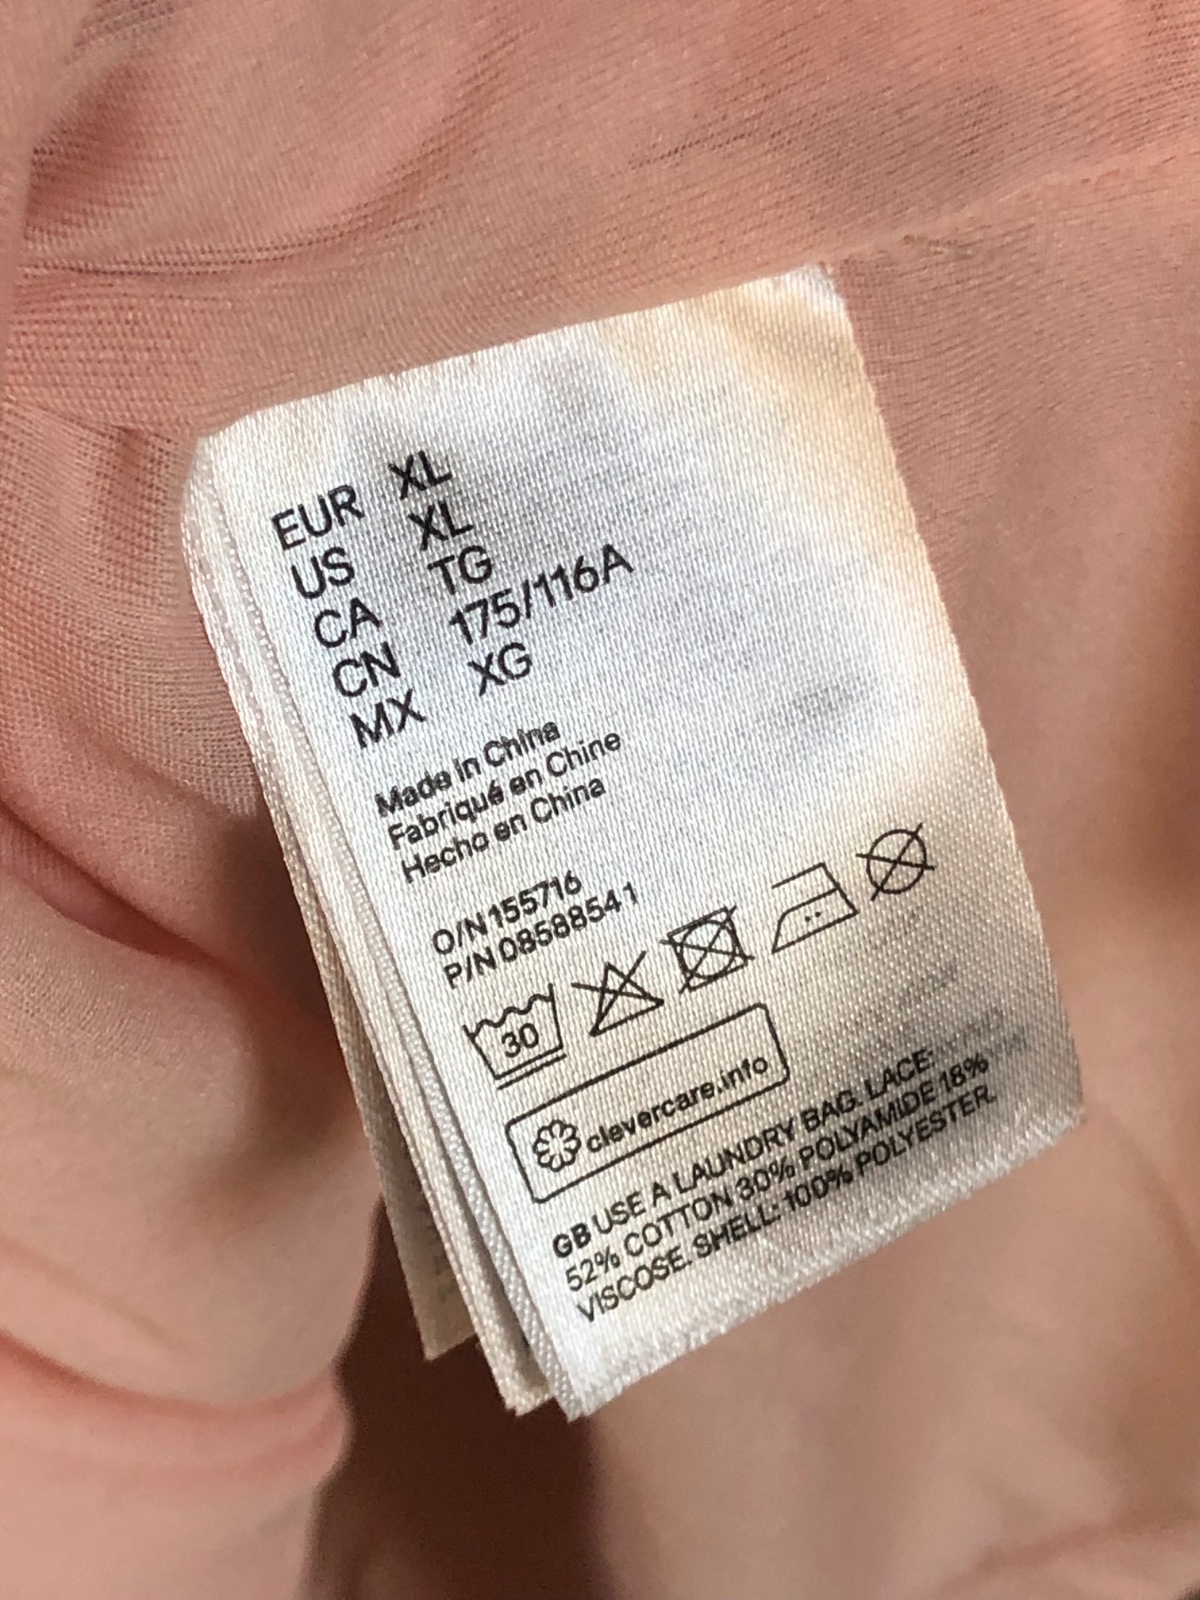 EUR XL
US XL
CA TG
CN 175/116A
MX XG
Made in China
Fabriqué en Chine
Hecho en China
O/N 155716
P/N 08588541
30
clevercare.info
GB USE A LAUNDRY BAG. LACE:
52% COTTON 30% POLYAMIDE 18%
VISCOSE. SHELL: 100% POLYESTER.